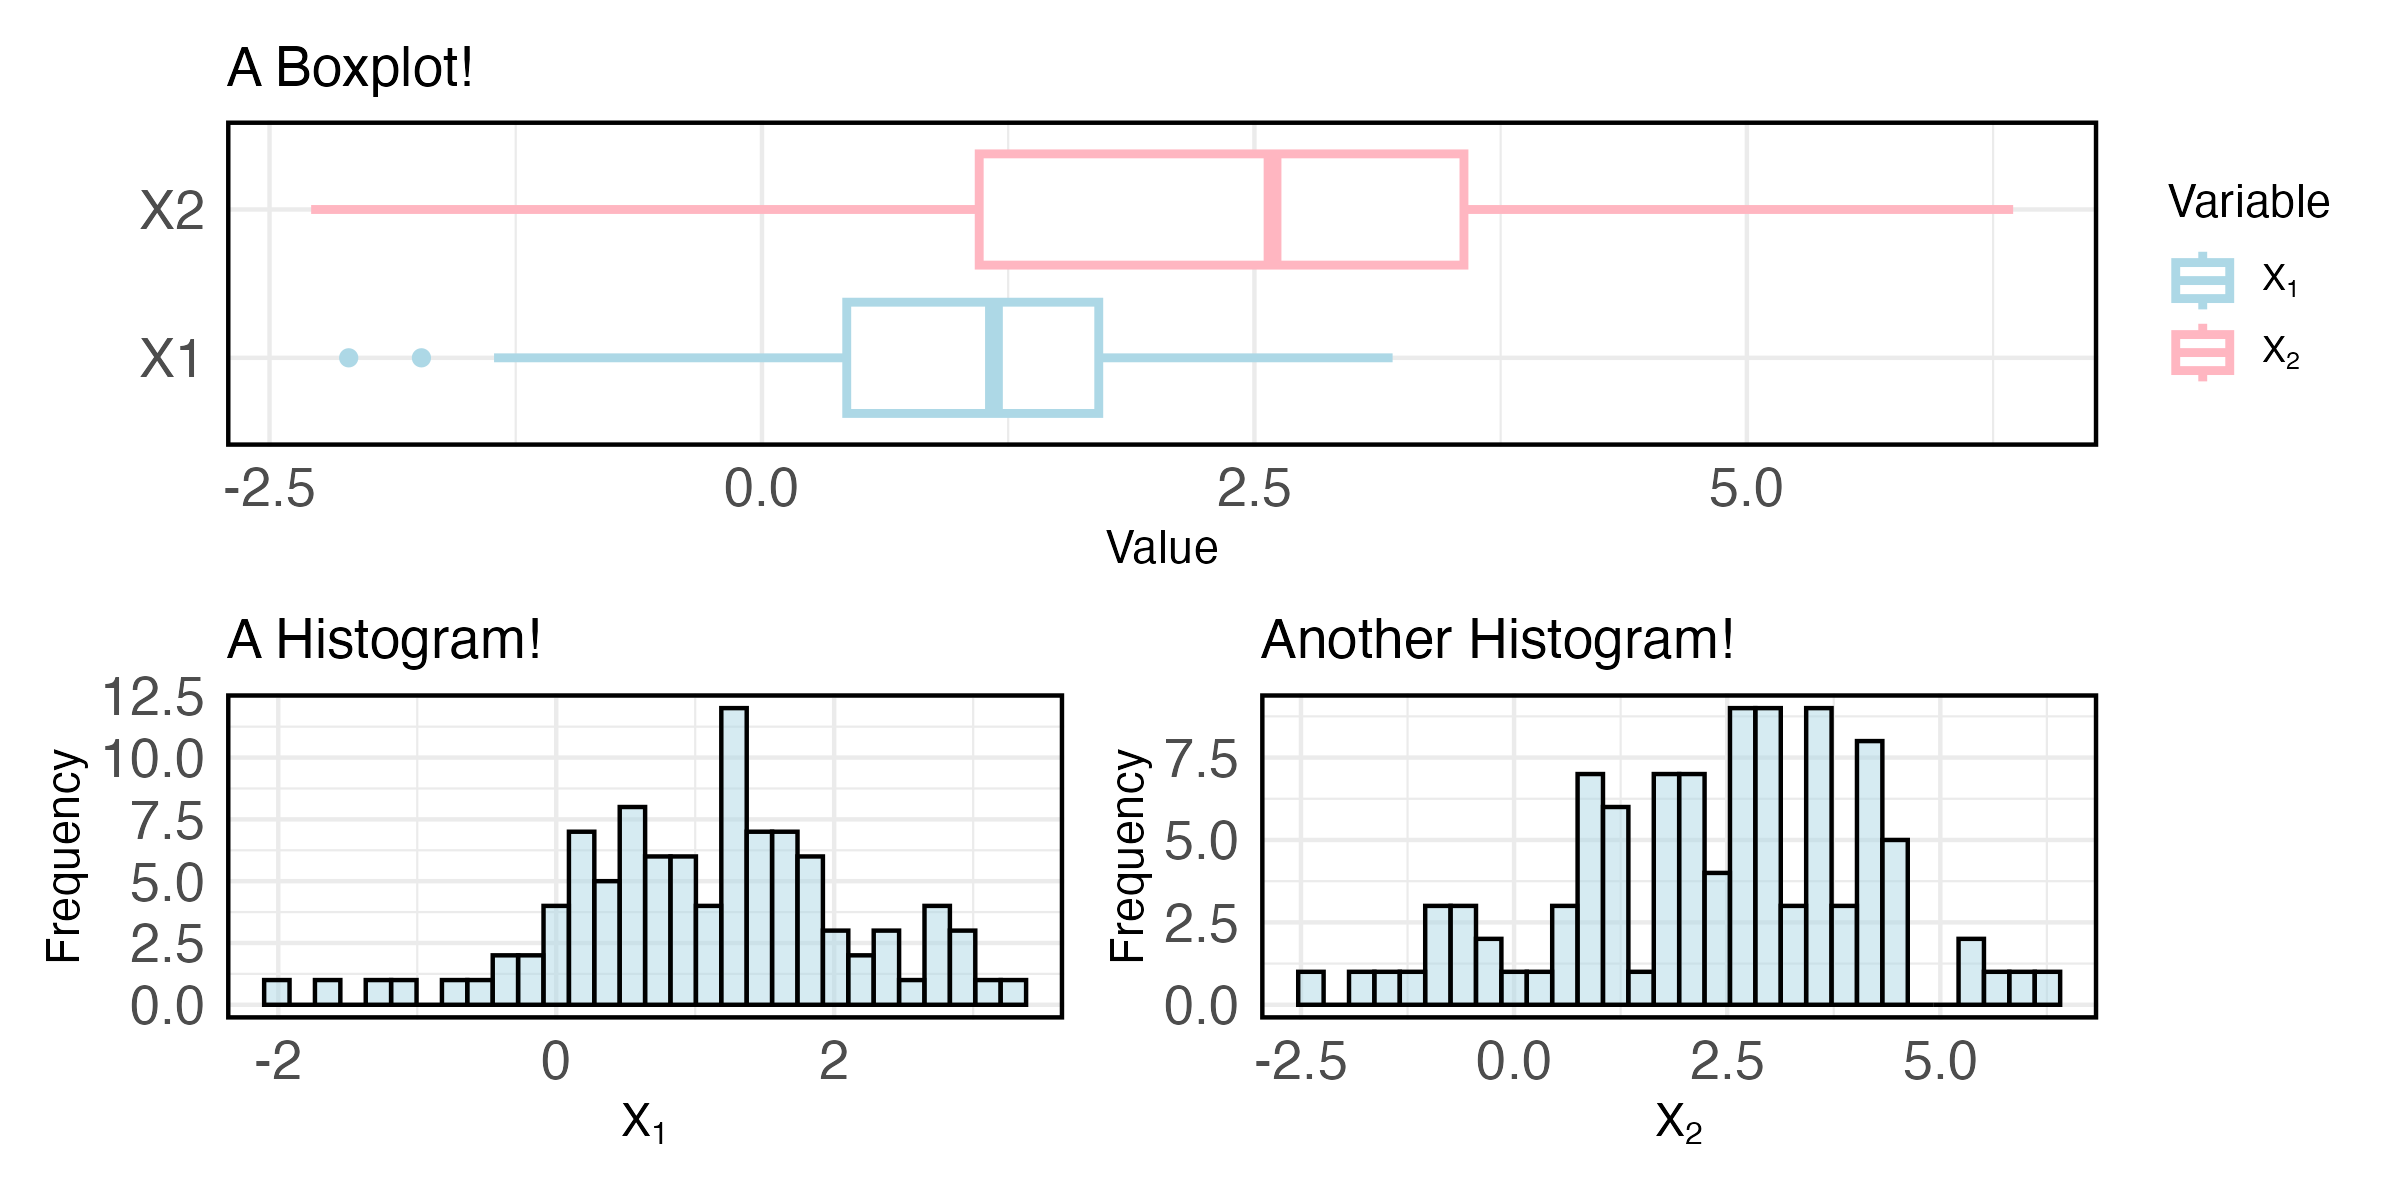 A Boxplot!
X2
X1
-2.5 0.0 2.5 5.0
Value
Variable
X₁
X₂
A Histogram!
12.5
10.0
7.5
5.0
2.5
0.0
Frequency
-2 0 2
X₁
Another Histogram!
7.5
5.0
2.5
0.0
Frequency
-2.5 0.0 2.5 5.0
X₂